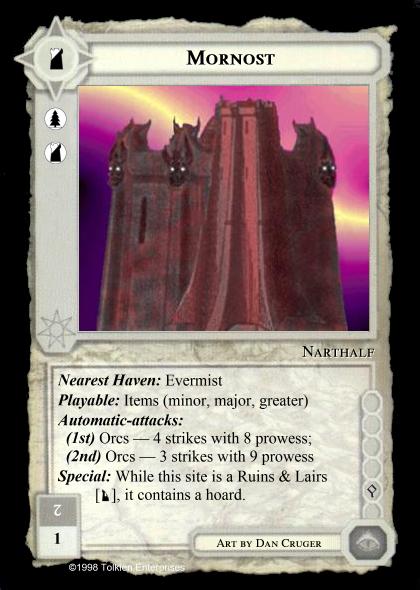 MORNOST
NARTHALF
Nearest Haven: Evermist
Playable: Items (minor, major, greater)
Automatic-attacks:
(1st) Orcs — 4 strikes with 8 prowess;
(2nd) Orcs — 3 strikes with 9 prowess
Special: While this site is a Ruins & Lairs
[], it contains a hoard.
2
1
ART BY DAN CRUGER
©1998 Tolkien Enterprises